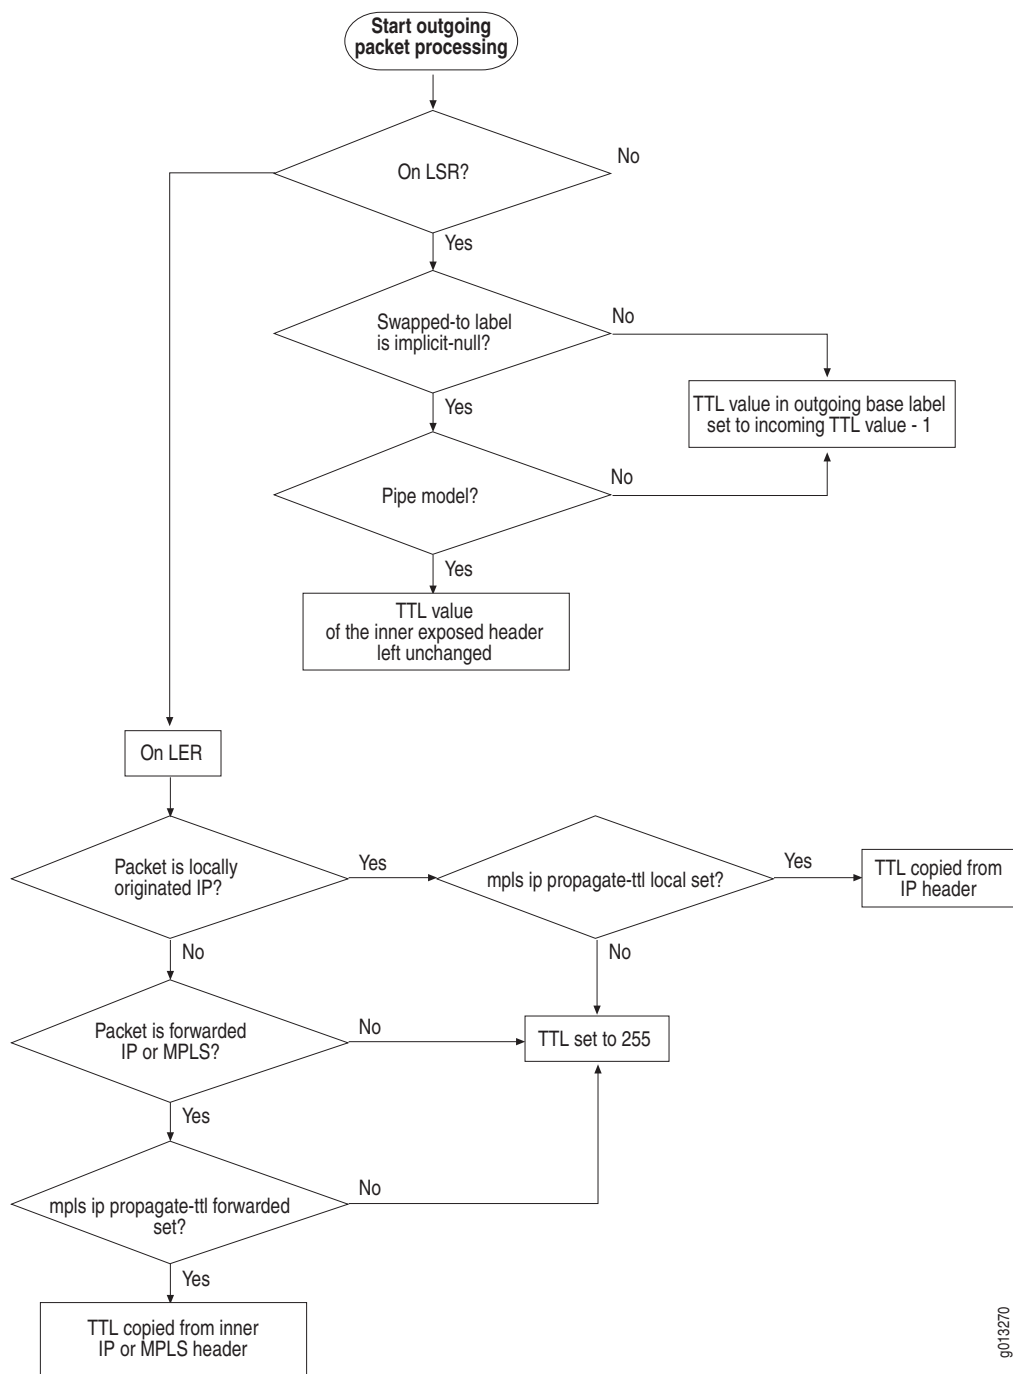 Start outgoing
packet processing
On LSR?
No
Yes
Swapped-to label
is implicit-null?
No
Yes
TTL value in outgoing base label
set to incoming TTL value - 1
Pipe model?
No
Yes
TTL value
of the inner exposed header
left unchanged
On LER
Packet is locally
originated IP?
Yes
mpls ip propagate-ttl local set?
Yes
TTL copied from
IP header
No
No
Packet is forwarded
IP or MPLS?
No
TTL set to 255
Yes
mpls ip propagate-ttl forwarded
set?
No
Yes
TTL copied from inner
IP or MPLS header
g013270